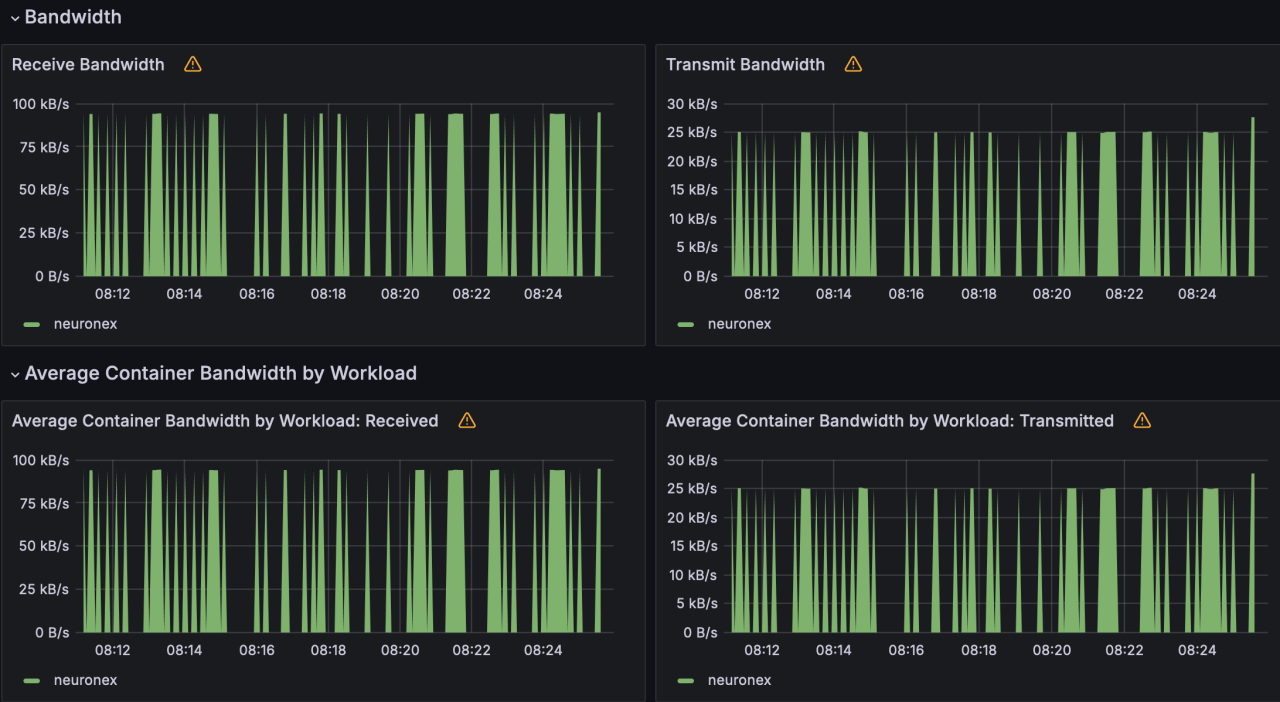 Bandwidth
Receive Bandwidth
100 kB/s
75 kB/s
50 kB/s
25 kB/s
0 B/s
08:12 08:14 08:16 08:18 08:20 08:22 08:24
neuronex
Transmit Bandwidth
30 kB/s
25 kB/s
20 kB/s
15 kB/s
10 kB/s
5 kB/s
0 B/s
08:12 08:14 08:16 08:18 08:20 08:22 08:24
neuronex
Average Container Bandwidth by Workload
Average Container Bandwidth by Workload: Received
100 kB/s
75 kB/s
50 kB/s
25 kB/s
0 B/s
08:12 08:14 08:16 08:18 08:20 08:22 08:24
neuronex
Average Container Bandwidth by Workload: Transmitted
30 kB/s
25 kB/s
20 kB/s
15 kB/s
10 kB/s
5 kB/s
0 B/s
08:12 08:14 08:16 08:18 08:20 08:22 08:24
neuronex